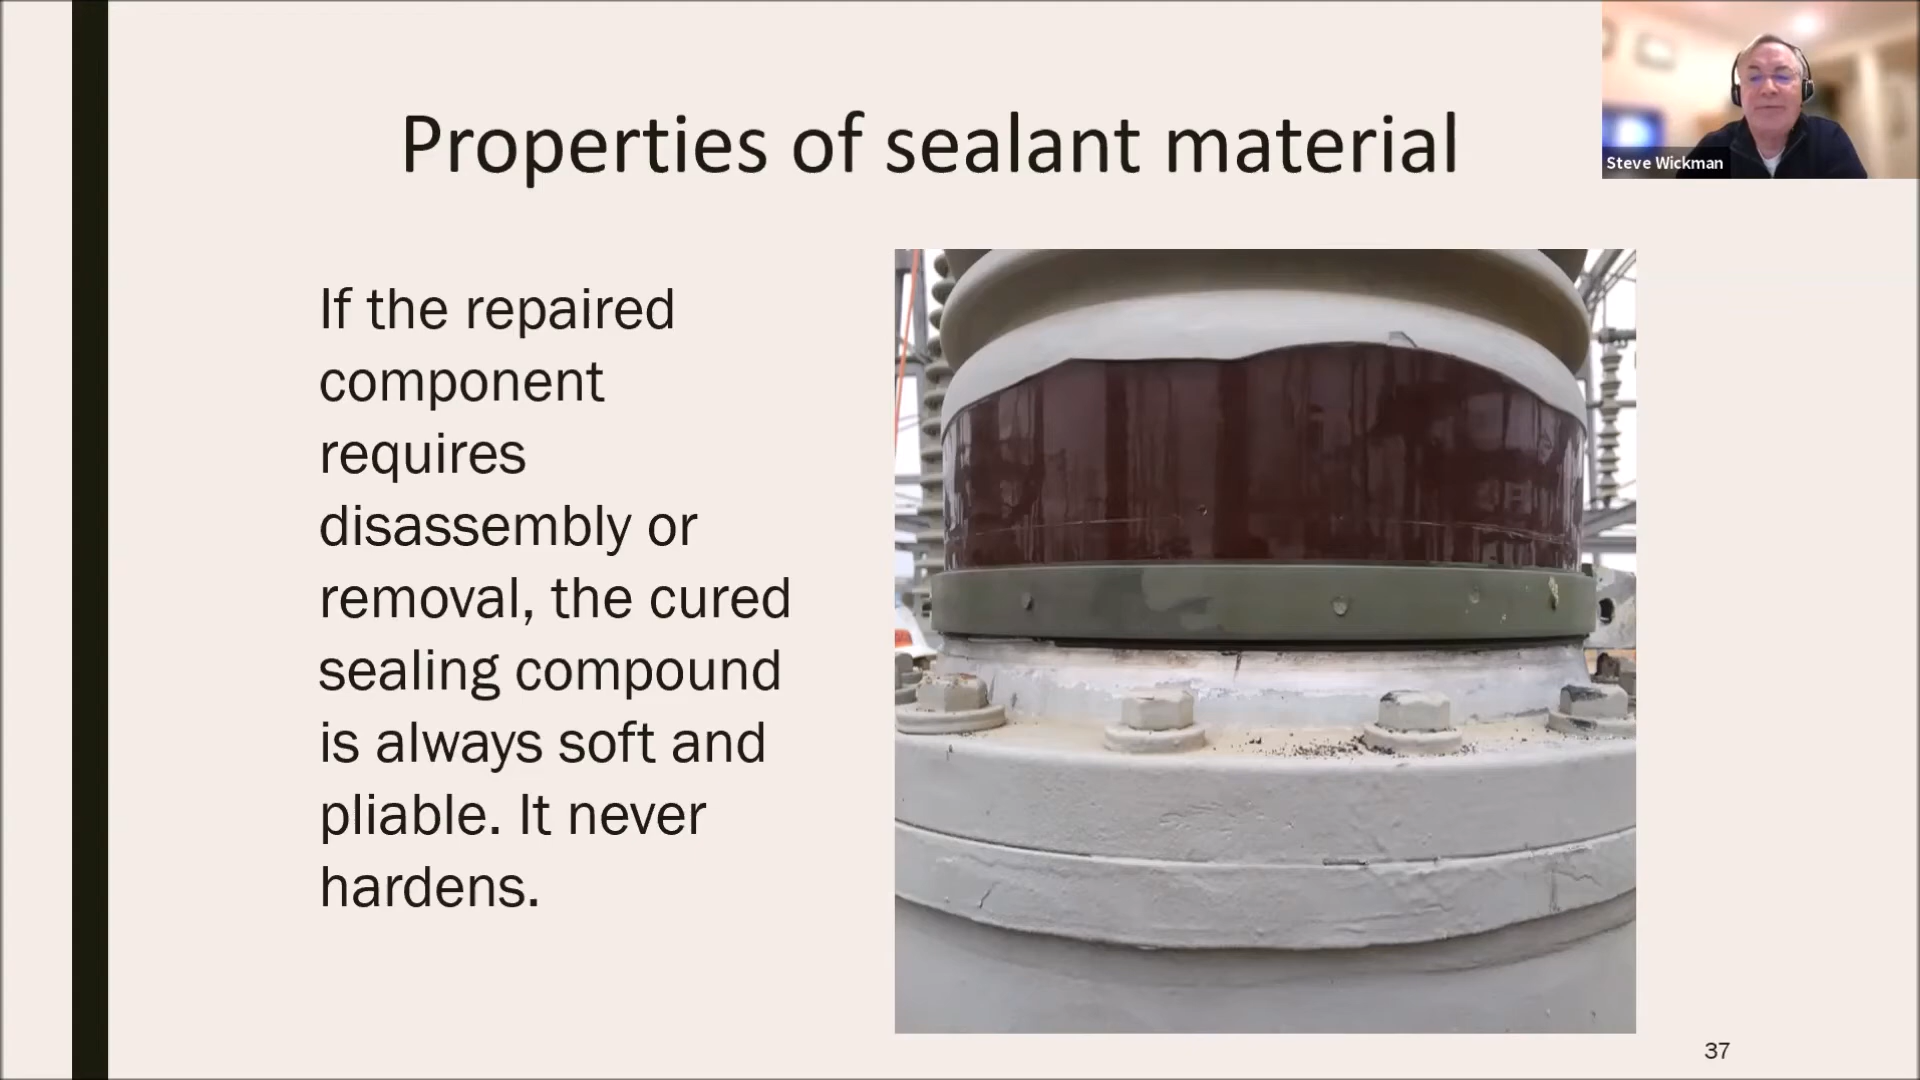 Properties of sealant material
Steve Wickman
If the repaired
component
requires
disassembly or
removal, the cured
sealing compound
is always soft and
pliable. It never
hardens.
37